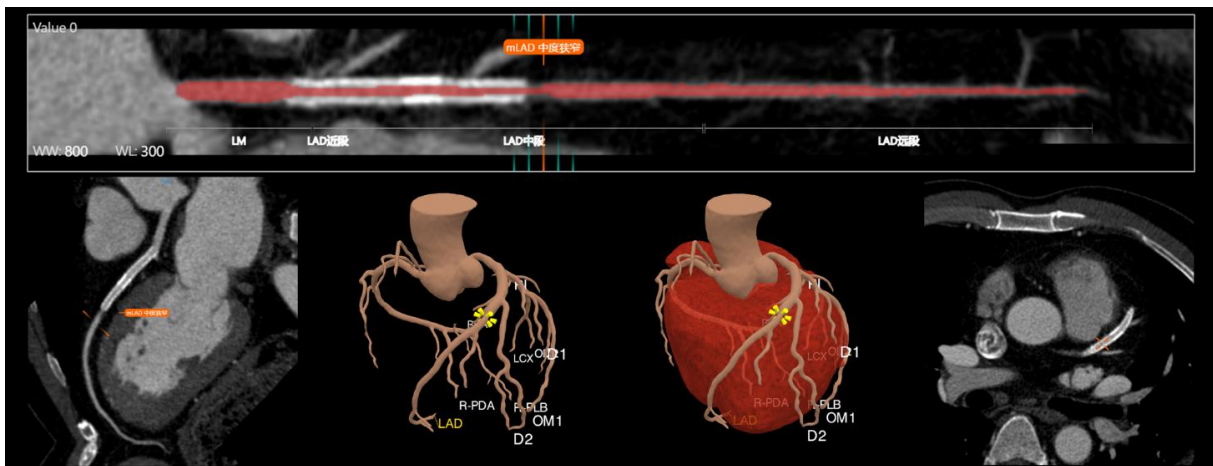 Value 0
mLAD 中度狭窄
LM
LAD近段
LAD中段
LAD远段
WW: 800
WL: 300
mLAD 中度狭窄
LCX
D1
R-PDA
R-PLB
OM1
LAD
D2
LCX
D1
R-PDA
R-PLB
OM1
LAD
D2